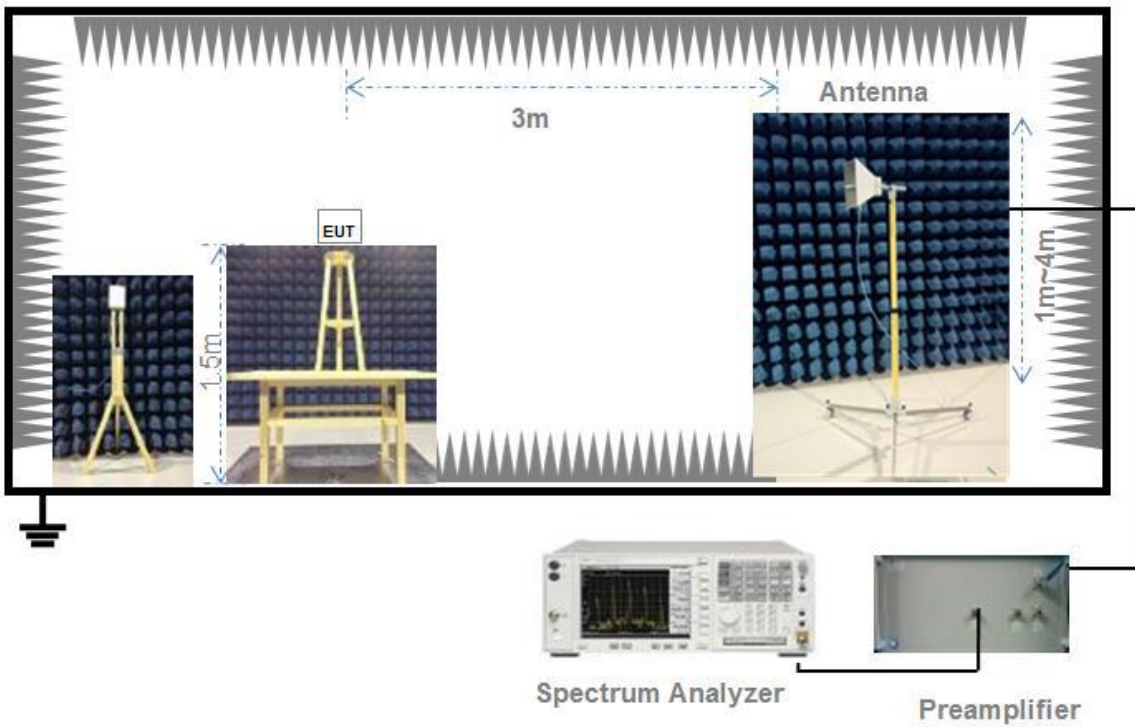 Antenna
3m
EUT
1.5m
1m~4m
Spectrum Analyzer
Preamplifier